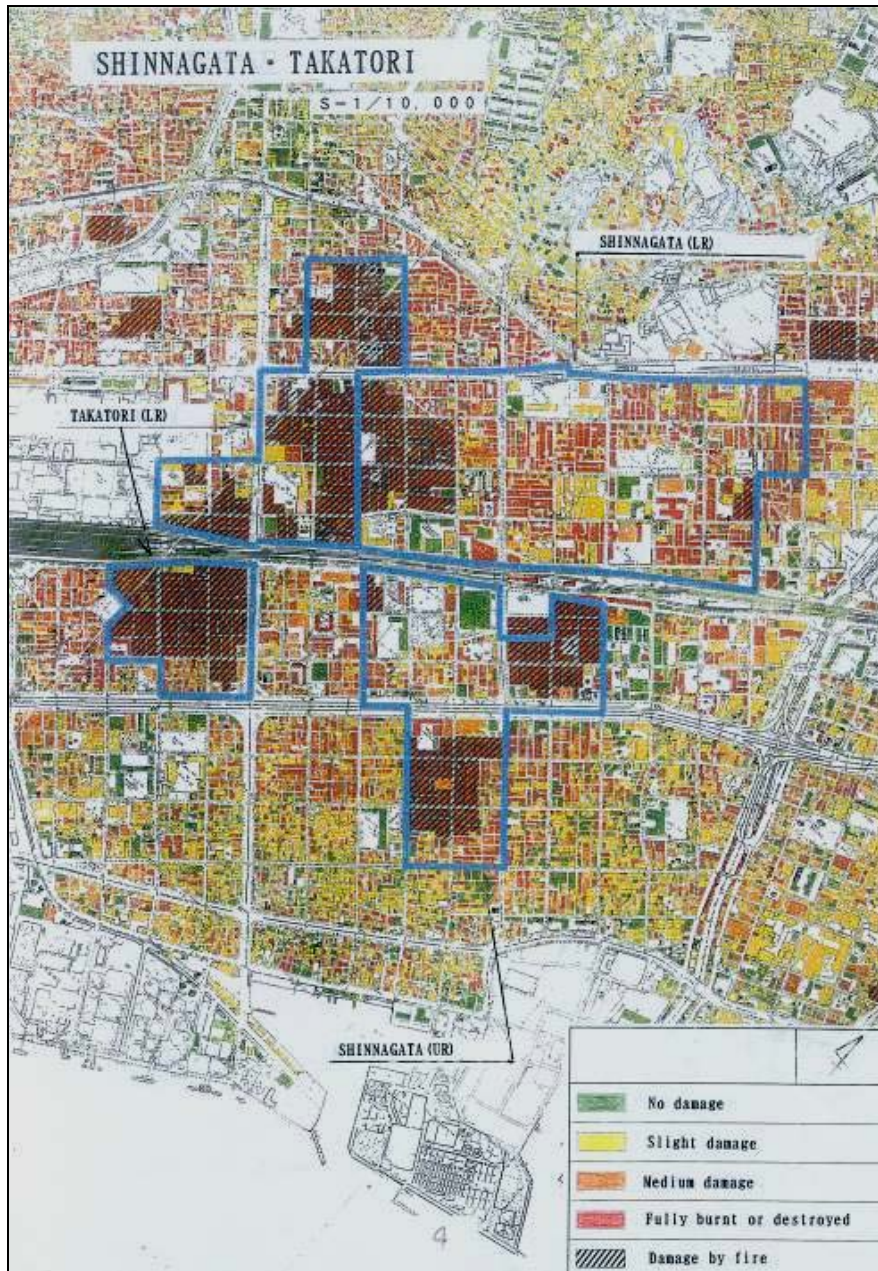 SHINNAGATA · TAKATORI
S-1/10,000
SHINNAGATA(LR)
TAKATORI(LR)
SHINNAGATA(UR)
No damage
Slight damage
Medium damage
Fully burnt or destroyed
Damage by fire
9